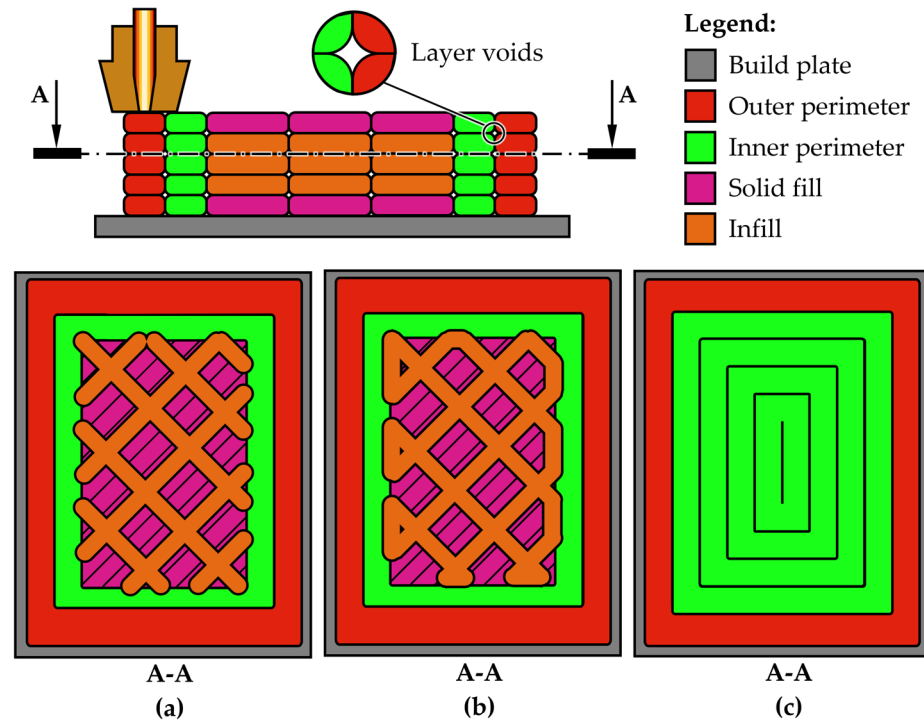 Legend:
Layer voids
Build plate
A
A
Outer perimeter
Inner perimeter
Solid fill
Infill
A-A
A-A
A-A
(a)
(b)
(c)